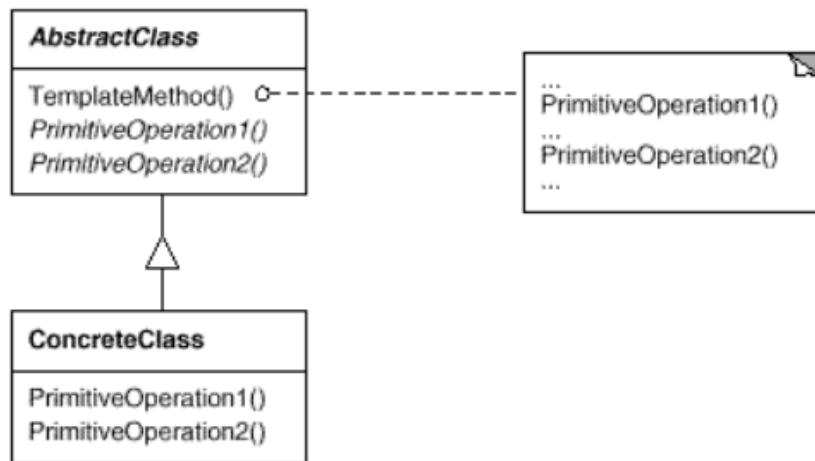 AbstractClass
TemplateMethod()
PrimitiveOperation1()
PrimitiveOperation2()
...
PrimitiveOperation1()
...
PrimitiveOperation2()
...
ConcreteClass
PrimitiveOperation1()
PrimitiveOperation2()